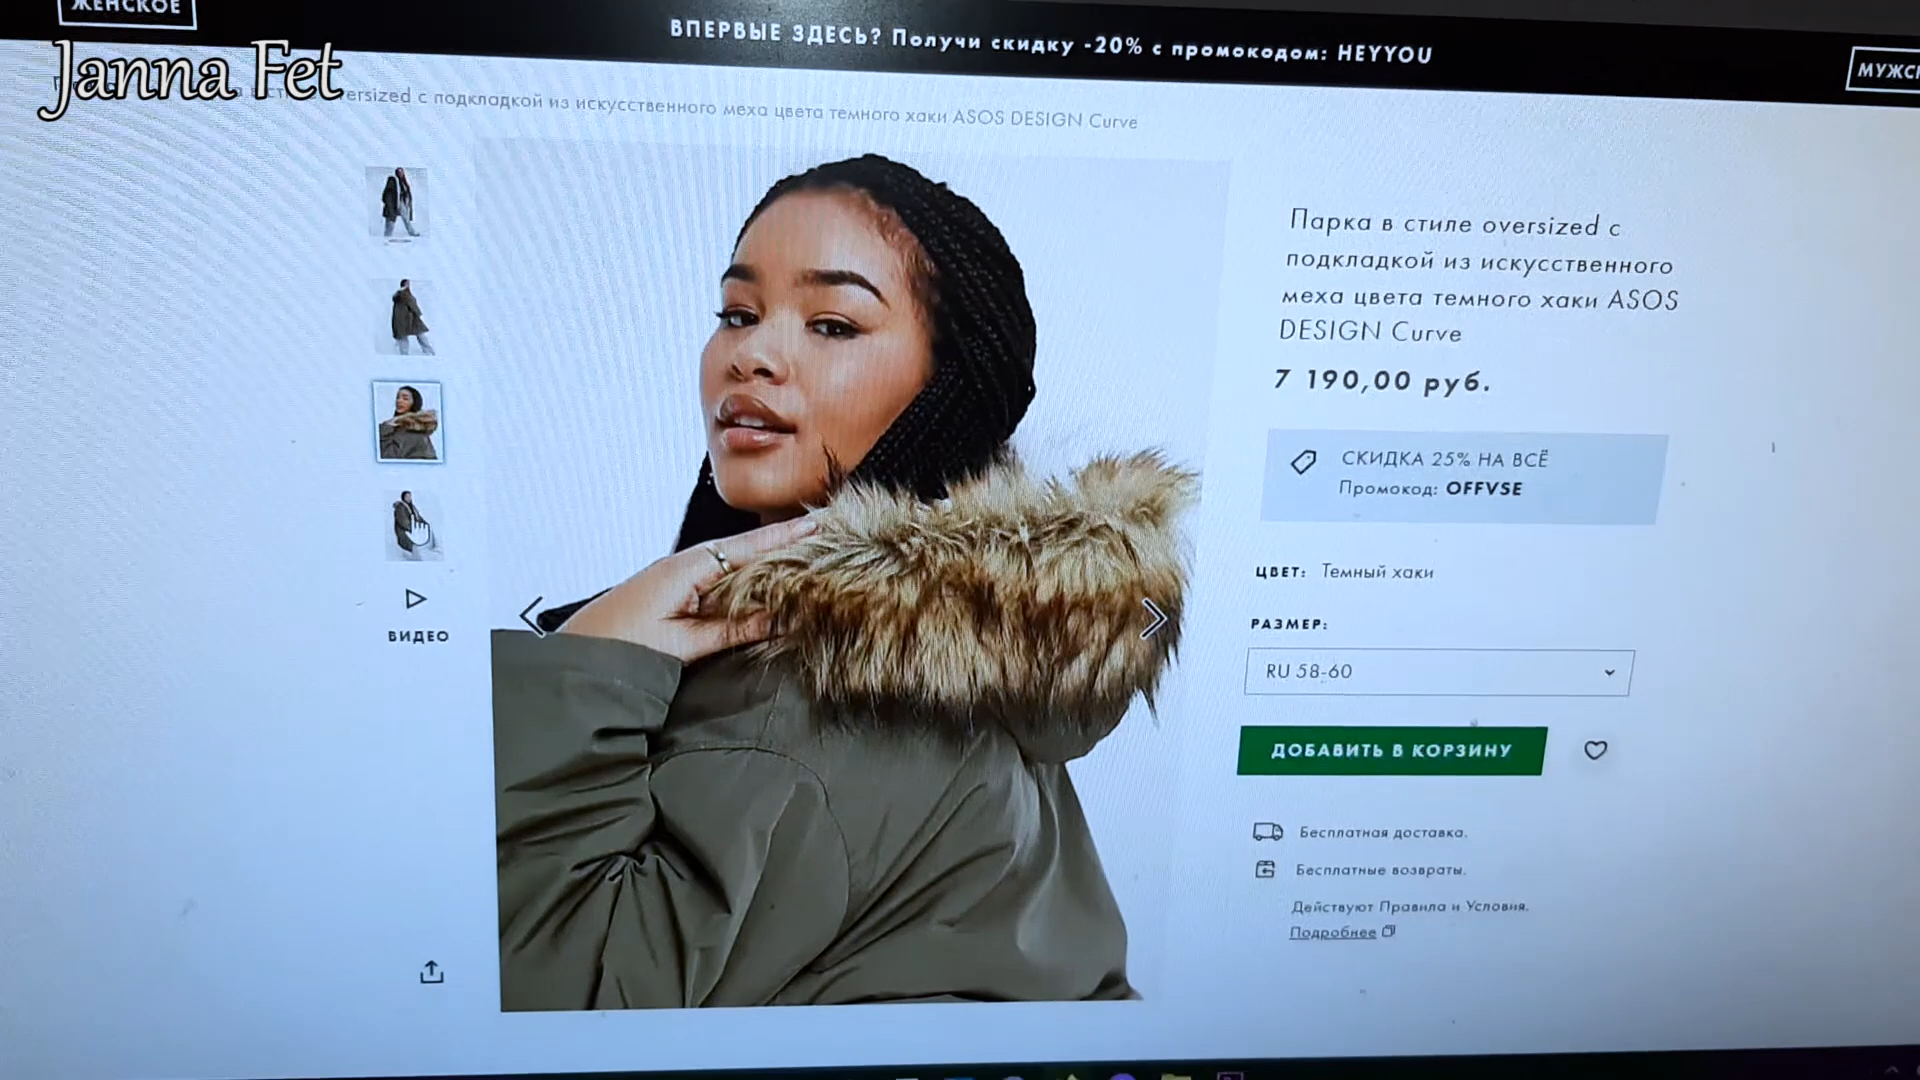 ЖЕНСКОЕ
ВПЕРВЫЕ ЗДЕСЬ? Получи скидку -20% с промокодом: HEYYOU
Janna Fet
oversized с подкладкой из искусственного меха цвета темного хаки ASOS DESIGN Curve
Парка в стиле oversized с
подкладкой из искусственного
меха цвета темного хаки ASOS
DESIGN Curve
7 190,00 руб.
СКИДКА 25% НА ВСЁ
Промокод: OFFVSE
ЦВЕТ: Темный хаки
РАЗМЕР:
RU 58-60
ВИДЕО
ДОБАВИТЬ В КОРЗИНУ
Бесплатная доставка.
Бесплатные возвраты.
Действуют Правила и Условия.
Подробнее